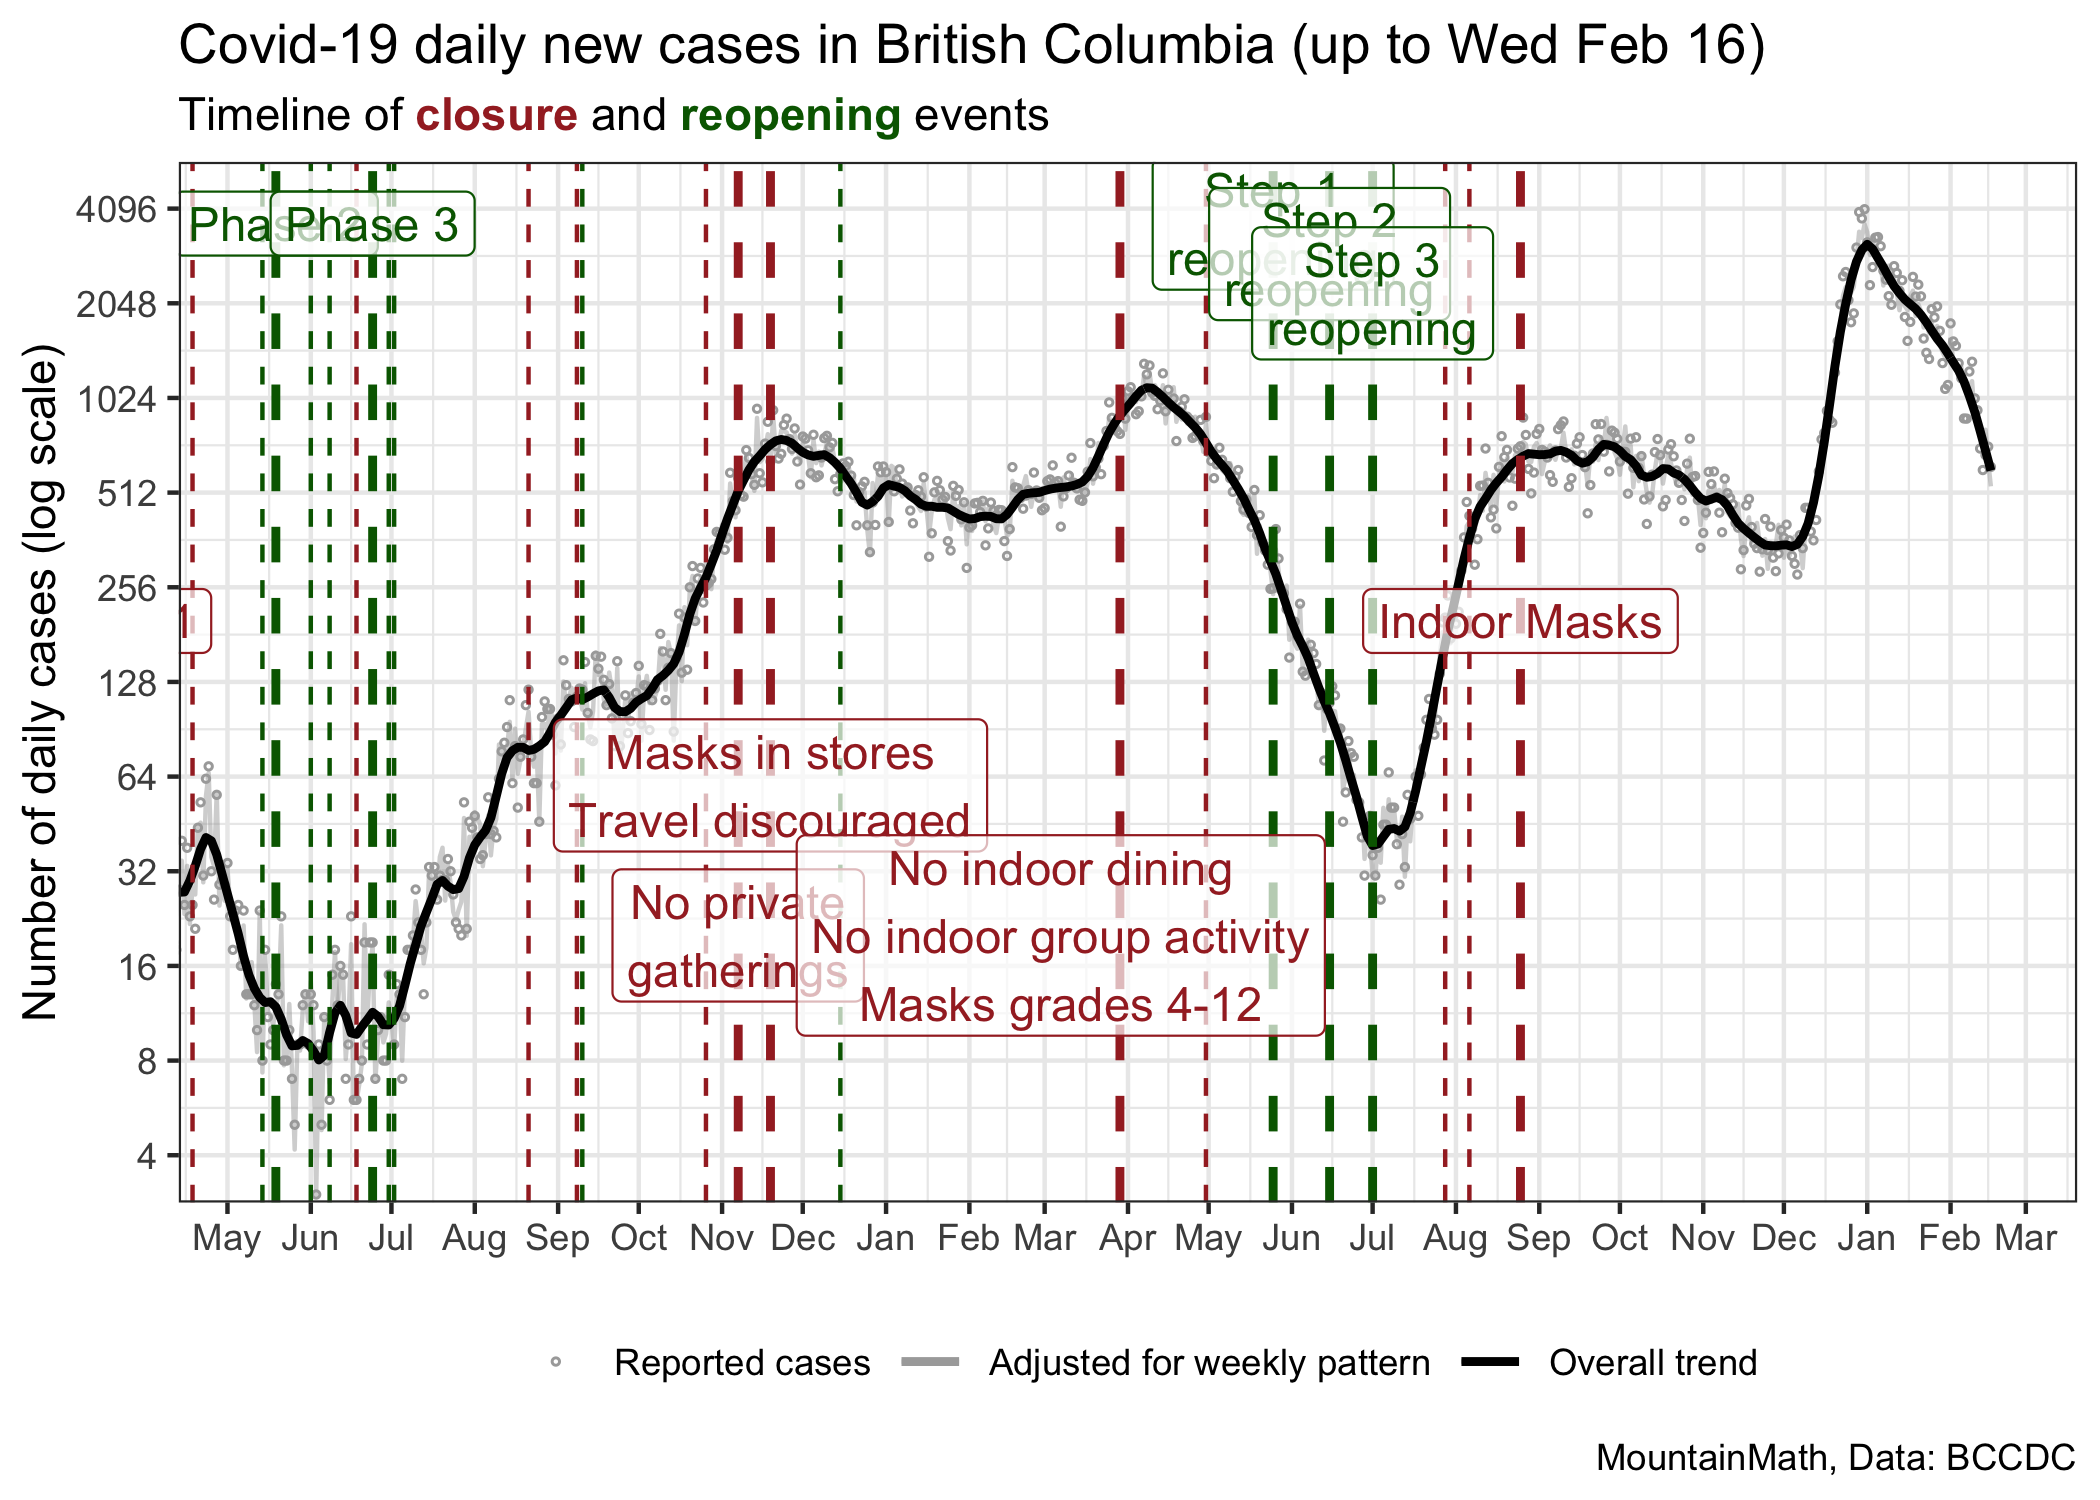 Covid-19 daily new cases in British Columbia (up to Wed Feb 16)
Timeline of closure and reopening events
Number of daily cases (log scale)
4096
2048
1024
512
256
128
64
32
16
8
4
Phase 2
Phase 3
Step 1
reopening
Step 2
reopening
Step 3
reopening
1
Indoor Masks
Masks in stores
Travel discouraged
No private
gatherings
No indoor dining
No indoor group activity
Masks grades 4-12
May Jun Jul Aug Sep Oct Nov Dec Jan Feb Mar Apr May Jun Jul Aug Sep Oct Nov Dec Jan Feb Mar
Reported cases Adjusted for weekly pattern Overall trend
MountainMath, Data: BCCDC